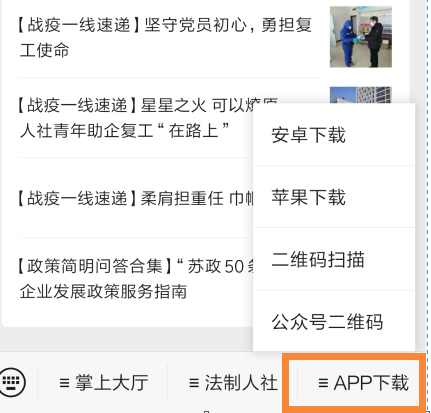 【战疫一线速递】坚守党员初心，勇担复
工使命
【战疫一线速递】星星之火 可以燎原
人社青年助企复工“在路上”
【战疫一线速递】柔肩担重任 巾帼
【政策简明问答合集】“苏政50条
企业发展政策服务指南
安卓下载
苹果下载
二维码扫描
公众号二维码
≡ 掌上大厅
≡ 法制人社
≡ APP下载